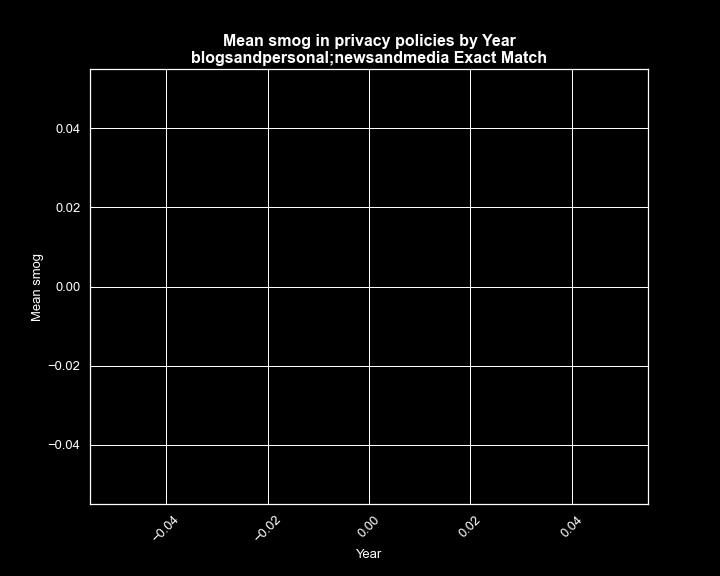 Mean smog in privacy policies by Year
blogsandpersonal;newsandmedia Exact Match
0.04
0.02
0.00
−0.02
−0.04
Mean smog
−0.04
−0.02
0.00
0.02
0.04
Year